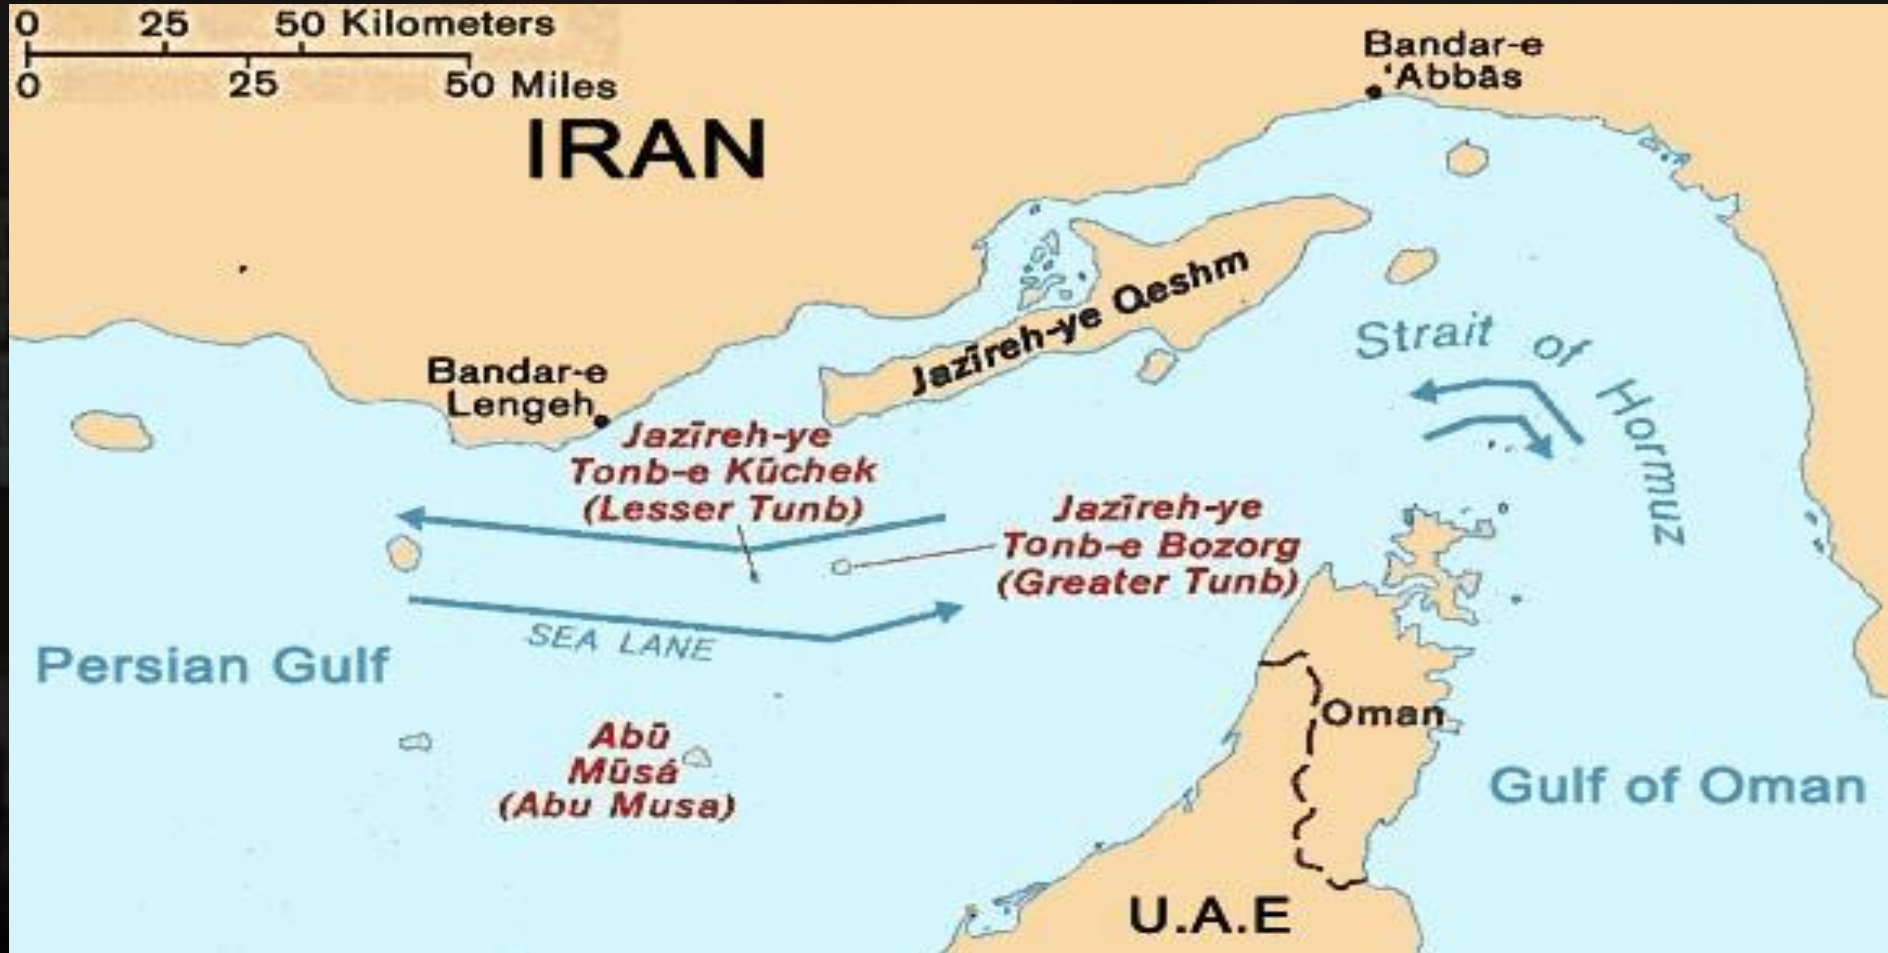 0 25 50 Kilometers
0 25 50 Miles
IRAN
Bandar-e
'Abbās
Jazīreh-ye Qeshm
Strait of Hormuz
Bandar-e
Lengeh
Jazīreh-ye
Tonb-e Kūchek
(Lesser Tunb)
Jazīreh-ye
Tonb-e Bozorg
(Greater Tunb)
SEA LANE
Persian Gulf
Abū
Mūsá
(Abu Musa)
Oman
Gulf of Oman
U.A.E